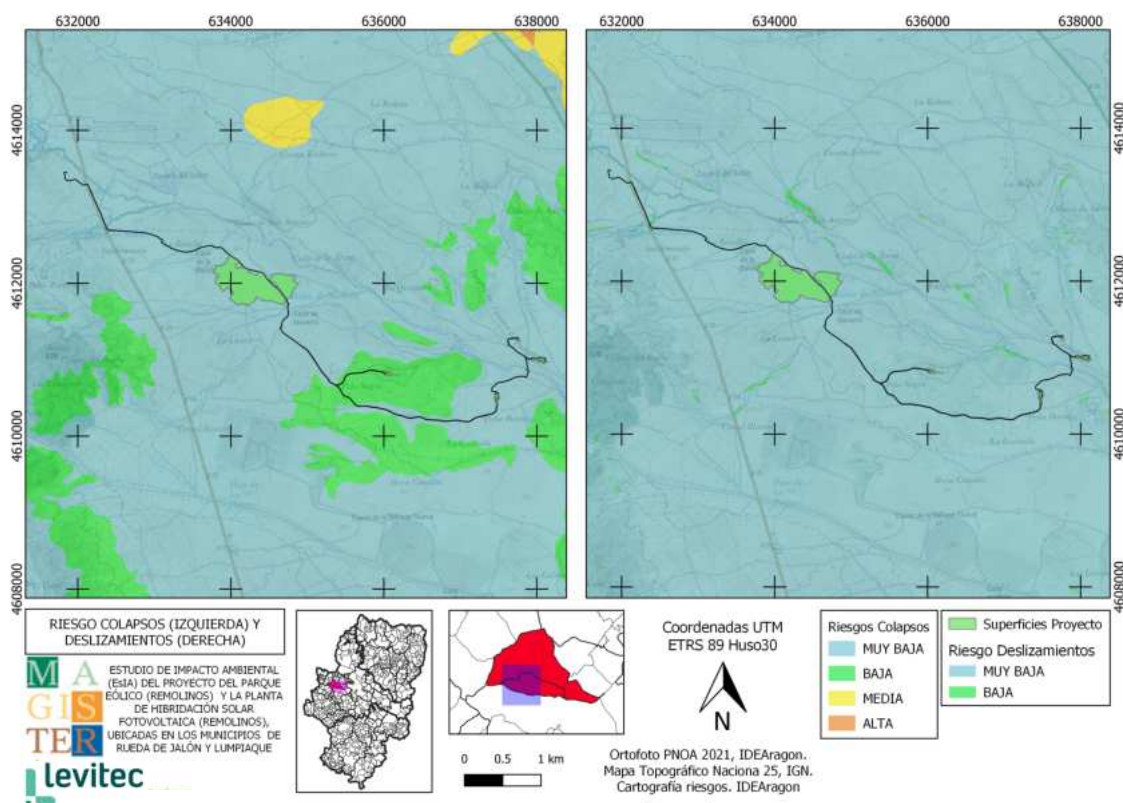 632000 634000 636000 638000 632000 634000 636000 638000
4614000 4614000
4612000 4612000
4610000 4610000
4608000 4608000
RIESGO COLAPSOS (IZQUIERDA) Y
DESLIZAMIENTOS (DERECHA)
MA
GIS
TER
ESTUDIO DE IMPACTO AMBIENTAL
(EsIA) DEL PROYECTO DEL PARQUE
EÓLICO (REMOLINOS) Y LA PLANTA
DE HIBRIDACIÓN SOLAR
FOTOVOLTAICA (REMOLINOS),
UBICADAS EN LOS MUNICIPIOS DE
RUEDA DE JALÓN Y LUMPIAQUE
levitec
0 0.5 1 km
Coordenadas UTM
ETRS 89 Huso30
N
Ortofoto PNOA 2021, IDEAragon.
Mapa Topográfico Naciona 25, IGN.
Cartografía riesgos. IDEAragon
Riesgos Colapsos
MUY BAJA
BAJA
MEDIA
ALTA
Superficies Proyecto
Riesgo Deslizamientos
MUY BAJA
BAJA